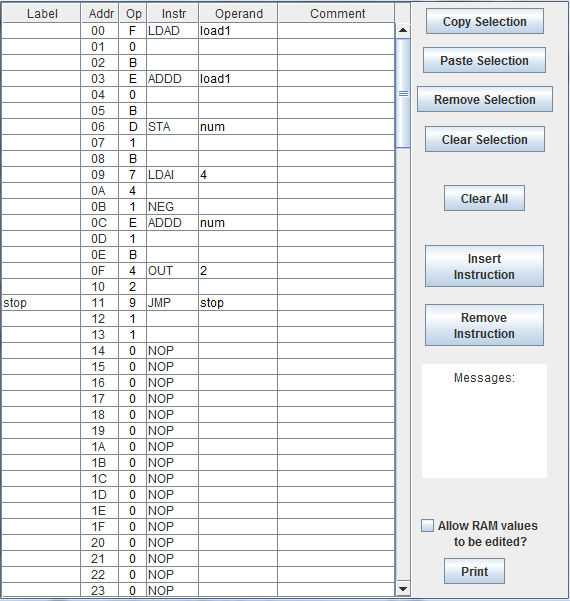 Label Addr Op Instr Operand Comment
00 F LDAD load1
01 0
02 B
03 E ADDD load1
04 0
05 B
06 D STA num
07 1
08 B
09 7 LDAI 4
0A 4
0B 1 NEG
0C E ADDD num
0D 1
0E B
0F 4 OUT 2
10 2
stop 11 9 JMP stop
12 1
13 1
14 0 NOP
15 0 NOP
16 0 NOP
17 0 NOP
18 0 NOP
19 0 NOP
1A 0 NOP
1B 0 NOP
1C 0 NOP
1D 0 NOP
1E 0 NOP
1F 0 NOP
20 0 NOP
21 0 NOP
22 0 NOP
23 0 NOP
Copy Selection
Paste Selection
Remove Selection
Clear Selection
Clear All
Insert
Instruction
Remove
Instruction
Messages:
Allow RAM values
to be edited?
Print